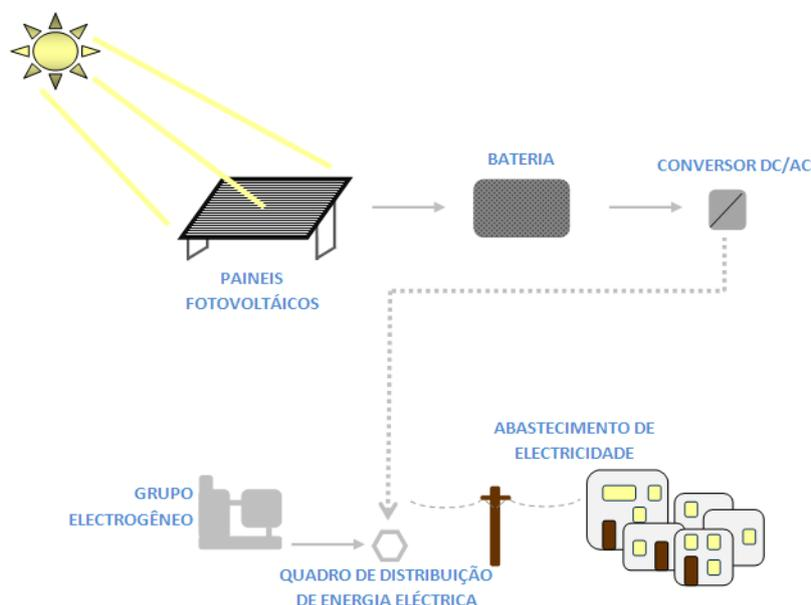 BATERIA
CONVERSOR DC/AC
PAINEIS
FOTOVOLTÁICOS
ABASTECIMENTO DE
ELECTRICIDADE
GRUPO
ELECTROGÊNEO
QUADRO DE DISTRIBUIÇÃO
DE ENERGIA ELÉCTRICA